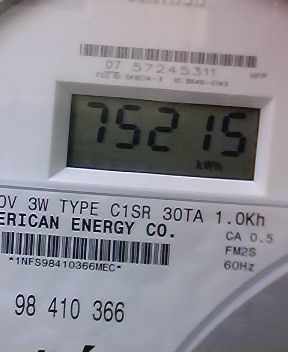 07 57245311
75215
kWh
0V 3W TYPE C1SR 30TA 1.0Kh
ERICAN ENERGY CO.
CA 0.5
FM2S
*1NFS98410366MEC*
60Hz
98 410 366